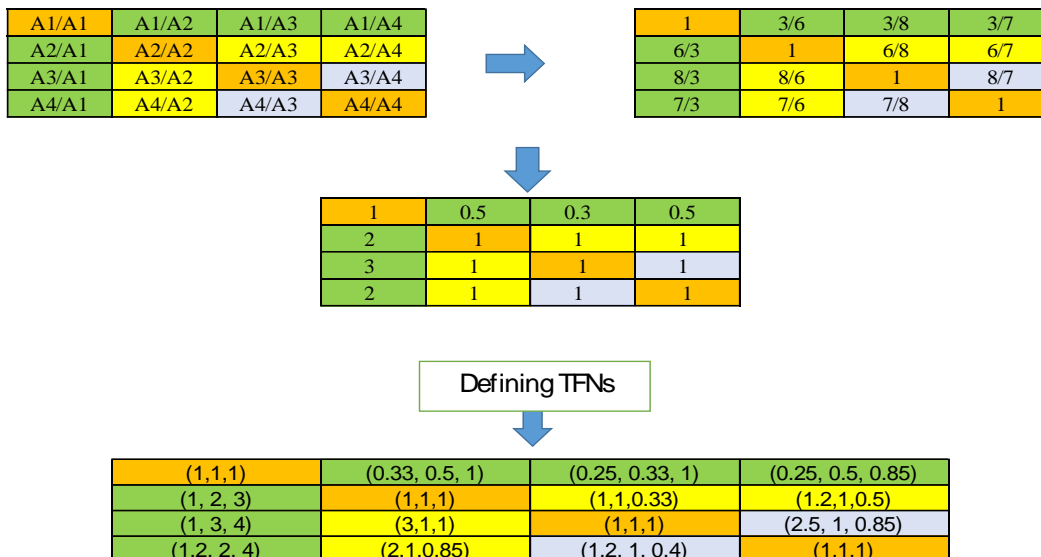 A1/A1 A1/A2 A1/A3 A1/A4
A2/A1 A2/A2 A2/A3 A2/A4
A3/A1 A3/A2 A3/A3 A3/A4
A4/A1 A4/A2 A4/A3 A4/A4
1 3/6 3/8 3/7
6/3 1 6/8 6/7
8/3 8/6 1 8/7
7/3 7/6 7/8 1
1 0.5 0.3 0.5
2 1 1 1
3 1 1 1
2 1 1 1
Defining TFNs
(1,1,1) (0.33, 0.5, 1) (0.25, 0.33, 1) (0.25, 0.5, 0.85)
(1, 2, 3) (1,1,1) (1,1,0.33) (1.2,1,0.5)
(1, 3, 4) (3,1,1) (1,1,1) (2.5, 1, 0.85)
(1.2, 2, 4) (2,1,0.85) (1.2, 1, 0.4) (1,1,1)